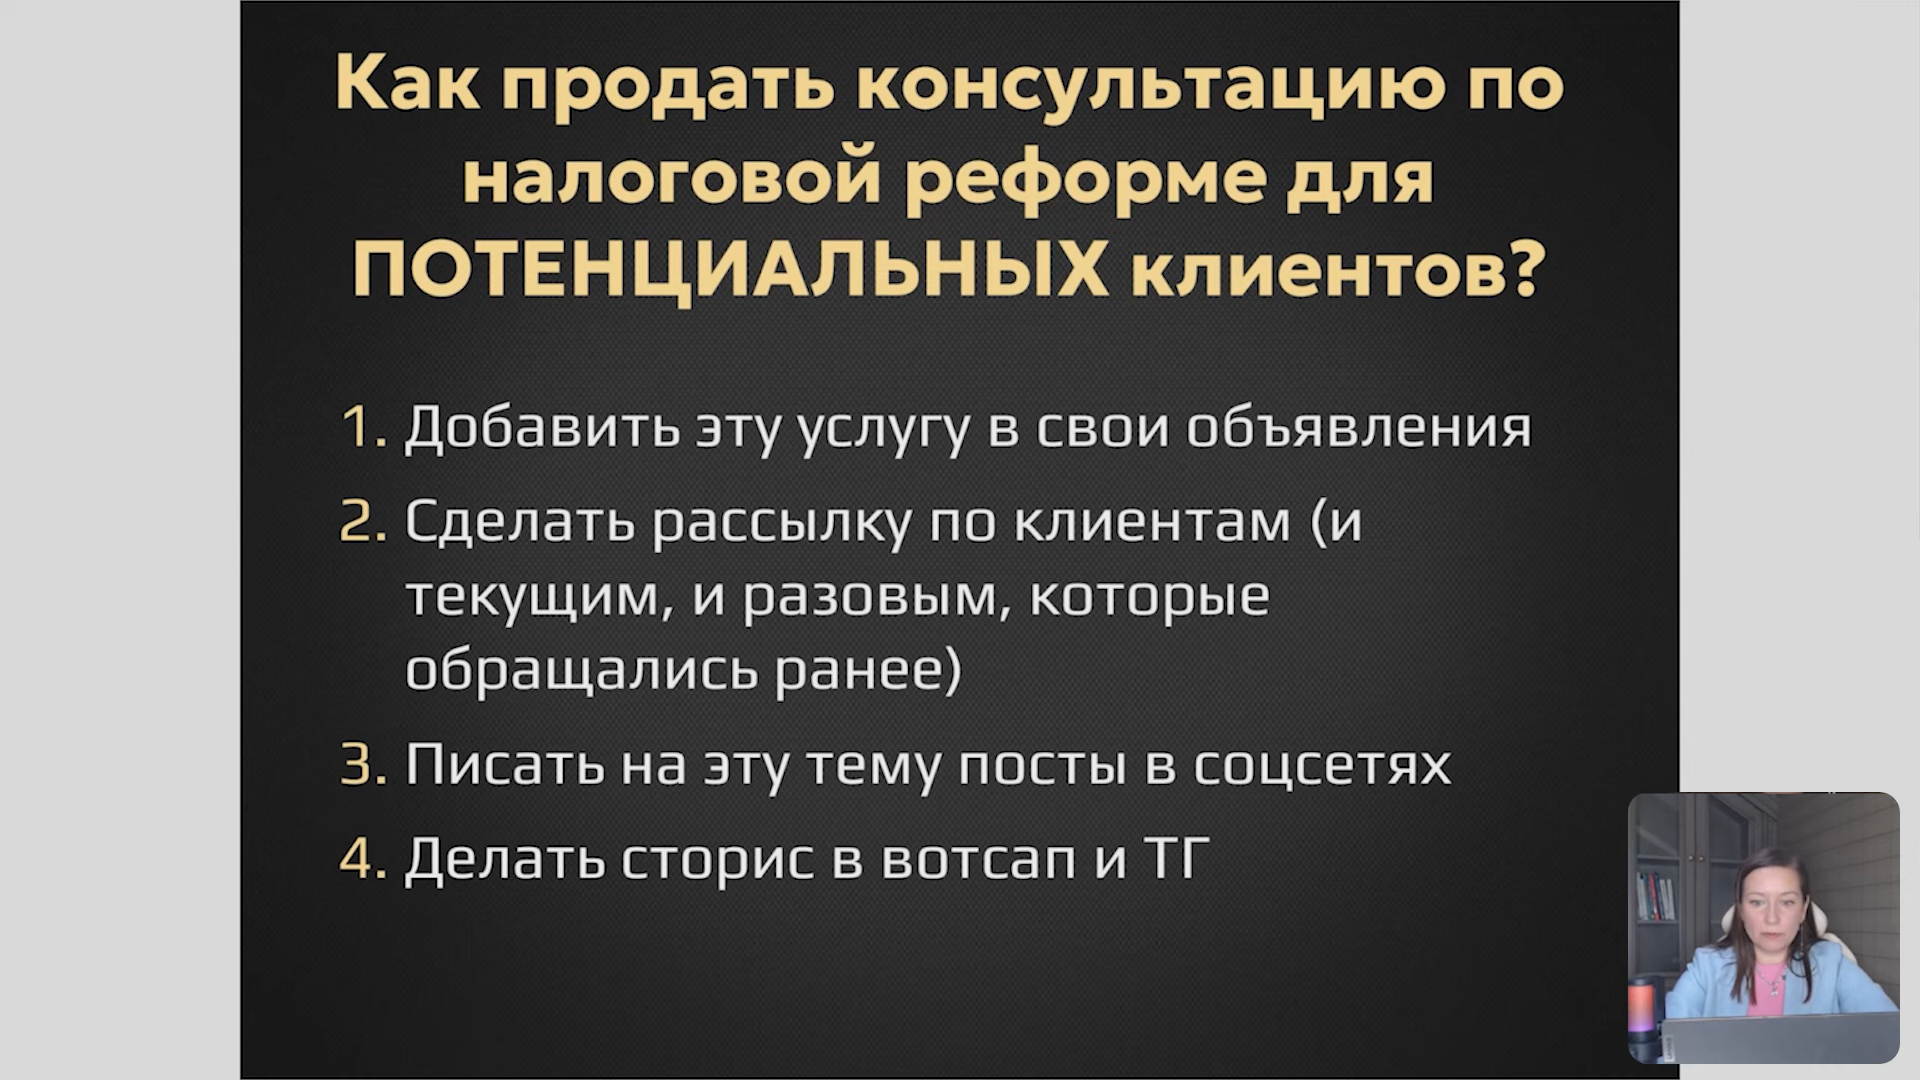 Как продать консультацию по
налоговой реформе для
ПОТЕНЦИАЛЬНЫХ клиентов?
1. Добавить эту услугу в свои объявления
2. Сделать рассылку по клиентам (и
текущим, и разовым, которые
обращались ранее)
3. Писать на эту тему посты в соцсетях
4. Делать сторис в вотсап и ТГ